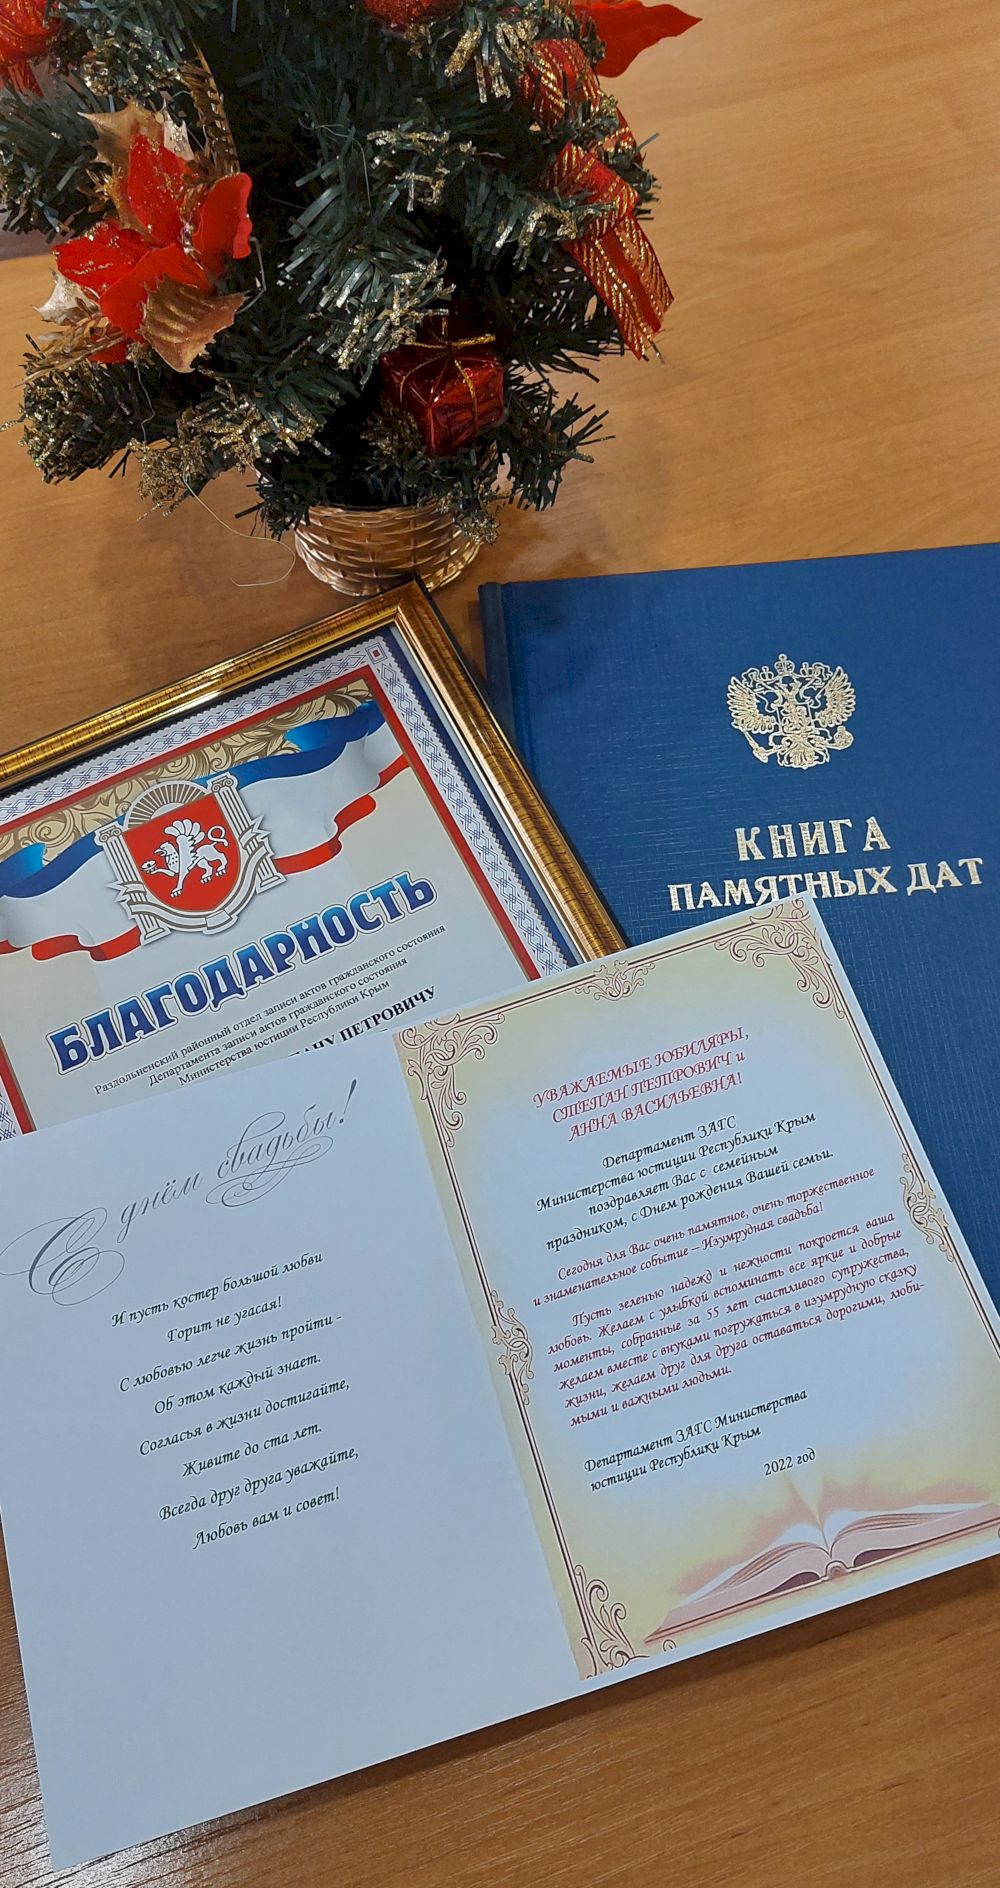 КНИГА
ПАМЯТНЫХ ДАТ
БЛАГОДАРНОСТЬ
Раздольненский районный отдел записи актов гражданского состояния
Департамента записи актов гражданского состояния
Министерства юстиции Республики Крым
ПЕТРОВИЧУ
С днём свадьбы!
И пусть костер большой любви
Горит не угасая!
С любовью легче жизнь пройти -
Об этом каждый знает.
Согласья в жизни достигайте,
Живите до ста лет.
Всегда друг друга уважайте,
Любовь вам и совет!
УВАЖАЕМЫЕ ЮБИЛЯРЫ,
СТЕПАН ПЕТРОВИЧ и
АННА ВАСИЛЬЕВНА!
Департамент ЗАГС
Министерства юстиции Республики Крым
поздравляет Вас с семейным
праздником, с Днем рождения Вашей семьи.
Сегодня для Вас очень памятное, очень торжественное
и знаменательное событие – Изумрудная свадьба!
Пусть зеленью надежд и нежности покроется ваша
любовь. Желаем с улыбкой вспоминать все яркие и добрые
моменты, собранные за 55 лет счастливого супружества,
желаем вместе с внуками погружаться в изумрудную сказку
жизни, желаем друг для друга оставаться дорогими, люби-
мыми и важными людьми.
Департамент ЗАГС Министерства
юстиции Республики Крым
2022 год